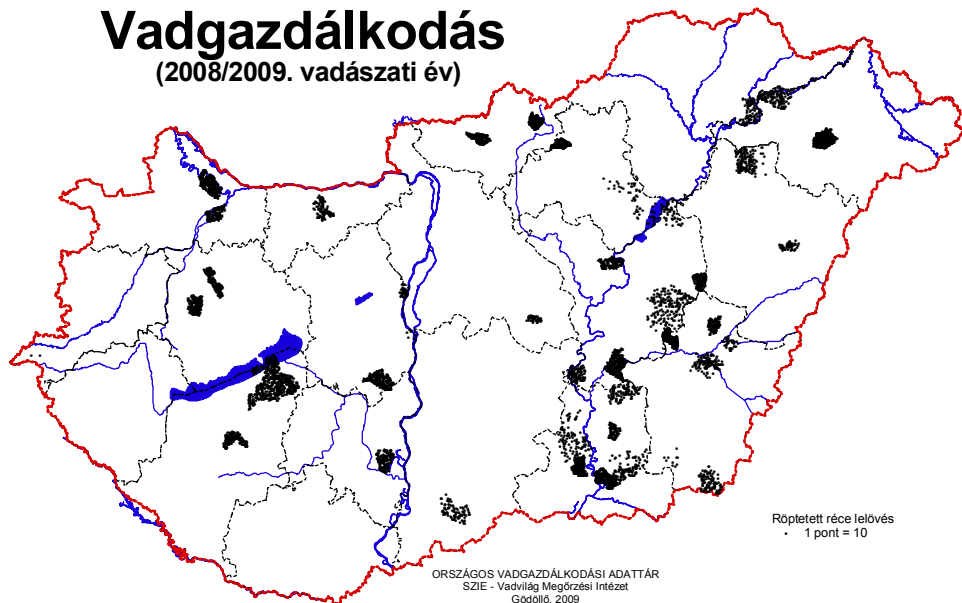 Vadgazdálkodás
(2008/2009. vadászati év)
Röptetett réce lelövés
1 pont = 10
ORSZÁGOS VADGAZDÁLKODÁSI ADATTÁR
SZIE - Vadvilág Megőrzési Intézet
Gödöllő, 2009